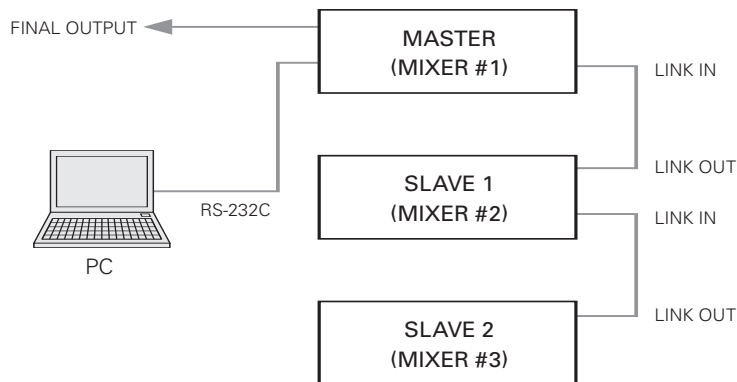 FINAL OUTPUT
MASTER
(MIXER #1)
LINK IN
LINK OUT
SLAVE 1
(MIXER #2)
LINK IN
RS-232C
PC
LINK OUT
SLAVE 2
(MIXER #3)